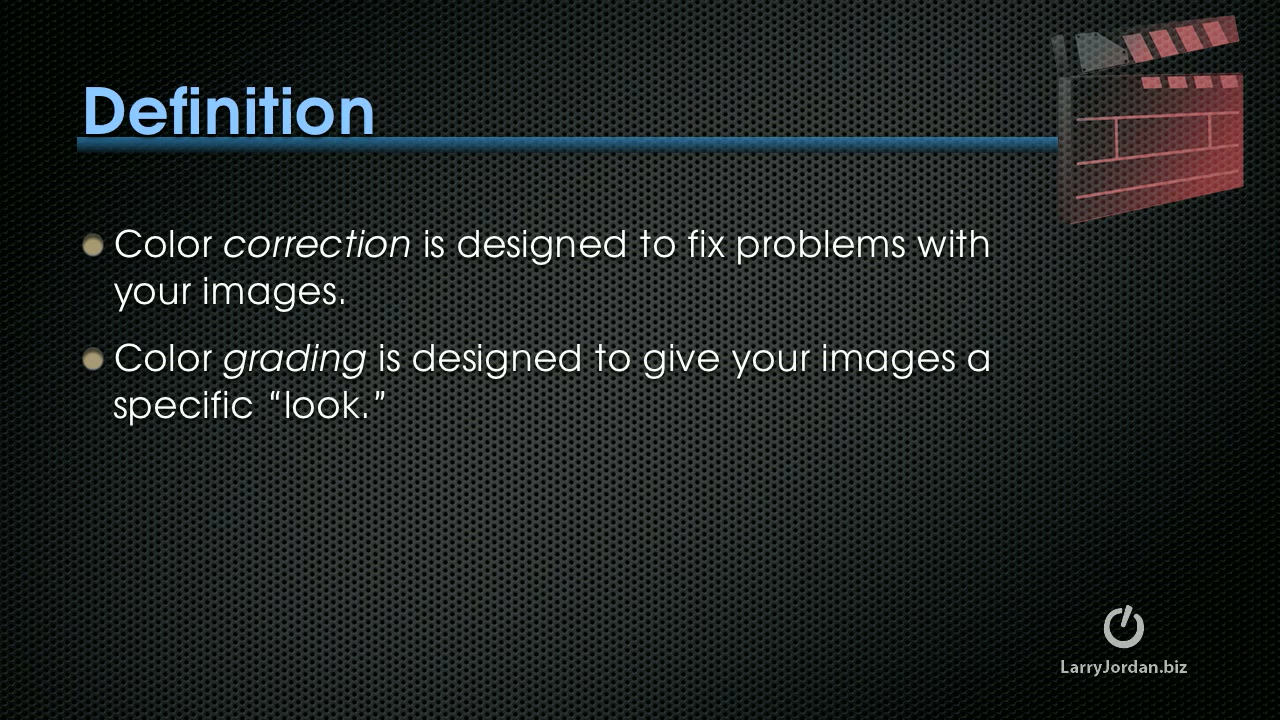 Definition
Color correction is designed to fix problems with
your images.
Color grading is designed to give your images a
specific “look.”
LarryJordan.biz